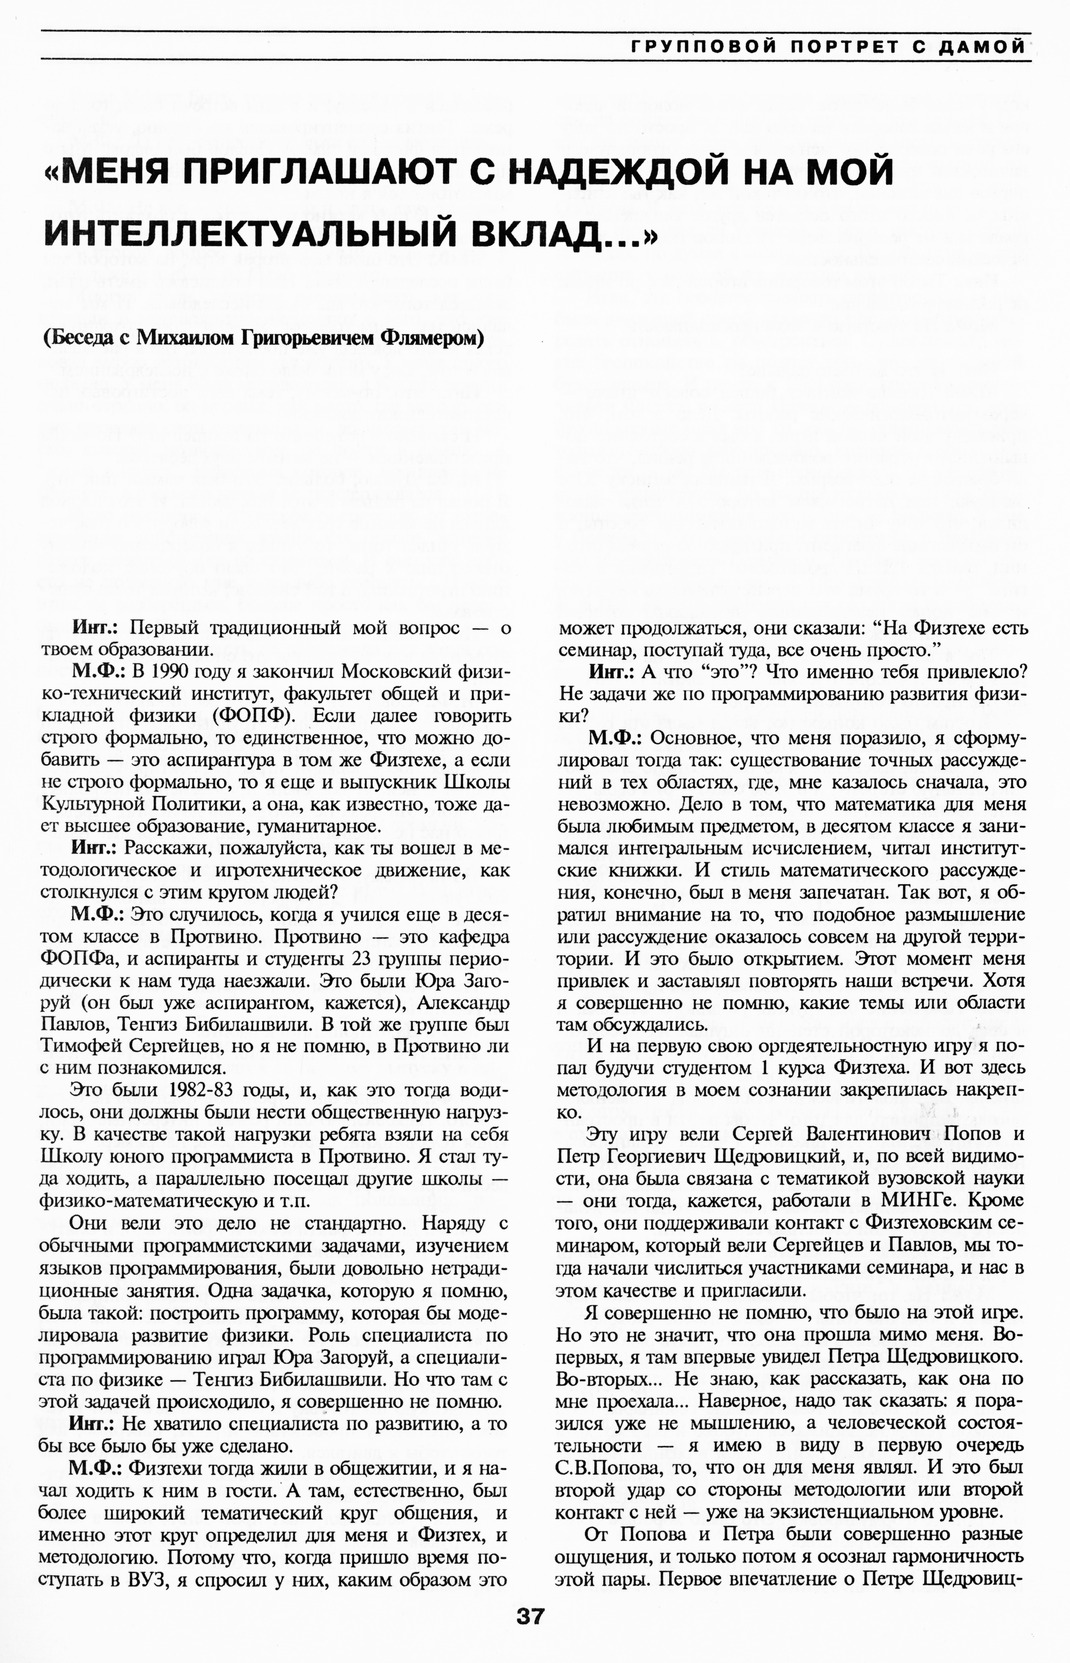 ГРУППОВОЙ ПОРТРЕТ С ДАМОЙ
«МЕНЯ ПРИГЛАШАЮТ С НАДЕЖДОЙ НА МОЙ
ИНТЕЛЛЕКТУАЛЬНЫЙ ВКЛАД...»
(Беседа с Михаилом Григорьевичем Флямером)
Инт.: Первый традиционный мой вопрос — о
твоем образовании.
М.Ф.: В 1990 году я закончил Московский физи-
ко-технический институт, факультет общей и при-
кладной физики (ФОПФ). Если далее говорить
строго формально, то единственное, что можно до-
бавить — это аспирантура в том же Физтехе, а если
не строго формально, то я еще и выпускник Школы
Культурной Политики, а она, как известно, тоже да-
ет высшее образование, гуманитарное.
Инт.: Расскажи, пожалуйста, как ты вошел в ме-
тодологическое и игротехническое движение, как
столкнулся с этим кругом людей?
М.Ф.: Это случилось, когда я учился еще в деся-
том классе в Протвино. Протвино — это кафедра
ФОПФа, и аспиранты и студенты 23 группы перио-
дически к нам туда наезжали. Это были Юра Заго-
руй (он был уже аспирантом, кажется), Александр
Павлов, Тенгиз Бибилашвили. В той же группе был
Тимофей Сергейцев, но я не помню, в Протвино ли
с ним познакомился.
Это были 1982-83 годы, и, как это тогда води-
лось, они должны были нести общественную нагруз-
ку. В качестве такой нагрузки ребята взяли на себя
Школу юного программиста в Протвино. Я стал ту-
да ходить, а параллельно посещал другие школы —
физико-математическую и т.п.
Они вели это дело не стандартно. Наряду с
обычными программистскими задачами, изучением
языков программирования, были довольно нетради-
ционные занятия. Одна задачка, которую я помню,
была такой: построить программу, которая бы моде-
лировала развитие физики. Роль специалиста по
программированию играл Юра Загоруй, а специали-
ста по физике — Тенгиз Бибилашвили. Но что там с
этой задачей происходило, я совершенно не помню.
Инт.: Не хватило специалиста по развитию, а то
бы все было бы уже сделано.
М.Ф.: Физтехи тогда жили в общежитии, и я на-
чал ходить к ним в гости. А там, естественно, был
более широкий тематический круг общения, и
именно этот круг определил для меня и Физтех, и
методологию. Потому что, когда пришло время по-
ступать в ВУЗ, я спросил у них, каким образом это
может продолжаться, они сказали: “На Физтехе есть
семинар, поступай туда, все очень просто.”
Инт.: А что “это”? Что именно тебя привлекло?
Не задачи же по программированию развития физи-
ки?
М.Ф.: Основное, что меня поразило, я сформу-
лировал тогда так: существование точных рассужде-
ний в тех областях, где, мне казалось сначала, это
невозможно. Дело в том, что математика для меня
была любимым предметом, в десятом классе я зани-
мался интегральным исчислением, читал институт-
ские книжки. И стиль математического рассужде-
ния, конечно, был в меня запечатан. Так вот, я об-
ратил внимание на то, что подобное размышление
или рассуждение оказалось совсем на другой терри-
тории. И это было открытием. Этот момент меня
привлек и заставлял повторять наши встречи. Хотя
я совершенно не помню, какие темы или области
там обсуждались.
И на первую свою оргдеятельностную игру я по-
пал будучи студентом 1 курса Физтеха. И вот здесь
методология в моем сознании закрепилась накреп-
ко.
Эту игру вели Сергей Валентинович Попов и
Петр Георгиевич Щедровицкий, и, по всей видимо-
сти, она была связана с тематикой вузовской науки
— они тогда, кажется, работали в МИНГе. Кроме
того, они поддерживали контакт с Физтеховским се-
минаром, который вели Сергейцев и Павлов, мы то-
гда начали числиться участниками семинара, и нас в
этом качестве и пригласили.
Я совершенно не помню, что было на этой игре.
Но это не значит, что она прошла мимо меня. Во-
первых, я там впервые увидел Петра Щедровицкого.
Во-вторых... Не знаю, как рассказать, как она по
мне проехала... Наверное, надо так сказать: я пора-
зился уже не мышлению, а человеческой состоя-
тельности — я имею в виду в первую очередь
С.В.Попова, то, что он для меня являл. И это был
второй удар со стороны методологии или второй
контакт с ней — уже на экзистенциальном уровне.
От Попова и Петра были совершенно разные
ощущения, и только потом я осознал гармоничность
этой пары. Первое впечатление о Петре Щедровиц-
37